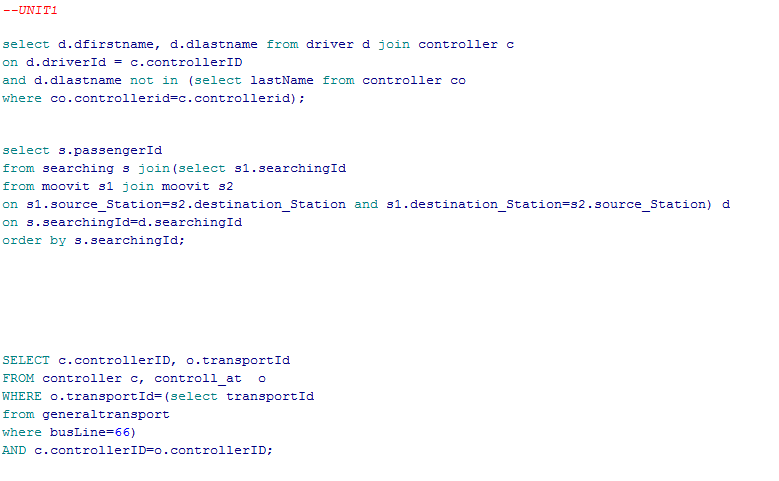 --UNIT1
select d.dfirstname, d.dlastname from driver d join controller c
on d.driverId = c.controllerID
and d.dlastname not in (select lastName from controller co
where co.controllerid=c.controllerid);
select s.passengerId
from searching s join(select s1.searchingId
from moovit s1 join moovit s2
on s1.source_Station=s2.destination_Station and s1.destination_Station=s2.source_Station) d
on s.searchingId=d.searchingId
order by s.searchingId;
SELECT c.controllerID, o.transportId
FROM controller c, controll_at  o
WHERE o.transportId=(select transportId
from generaltransport
where busLine=66)
AND c.controllerID=o.controllerID;